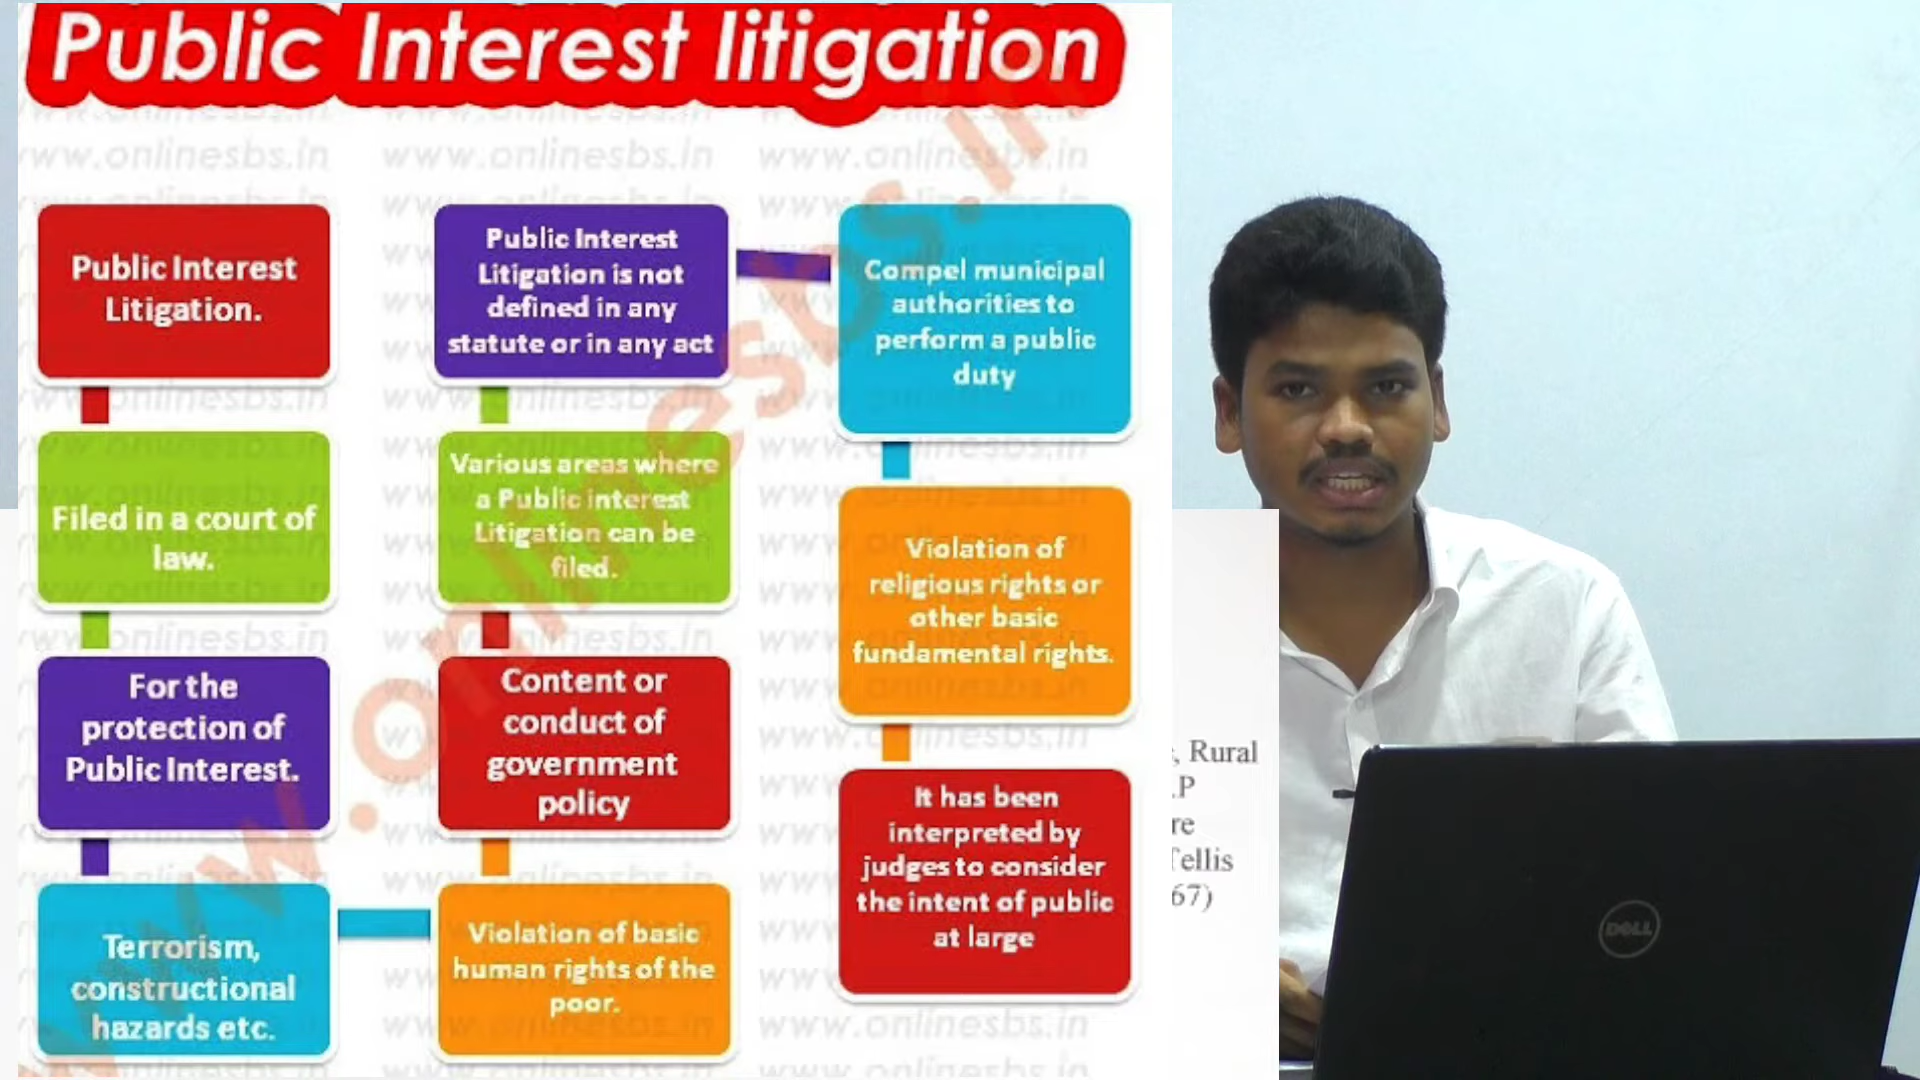 Public Interest litigation
Public Interest
Litigation.
Filed in a court of
law.
For the
protection of
Public Interest.
Terrorism,
constructional
hazards etc.
Public Interest
Litigation is not
defined in any
statute or in any act
Various areas where
a Public interest
Litigation can be
filed.
Content or
conduct of
government
policy
Violation of basic
human rights of the
poor.
Compel municipal
authorities to
perform a public
duty
Violation of
religious rights or
other basic
fundamental rights.
It has been
interpreted by
judges to consider
the intent of public
at large
www.onlinesbs.in
, Rural
.P
re
Tellis
67)
DELL